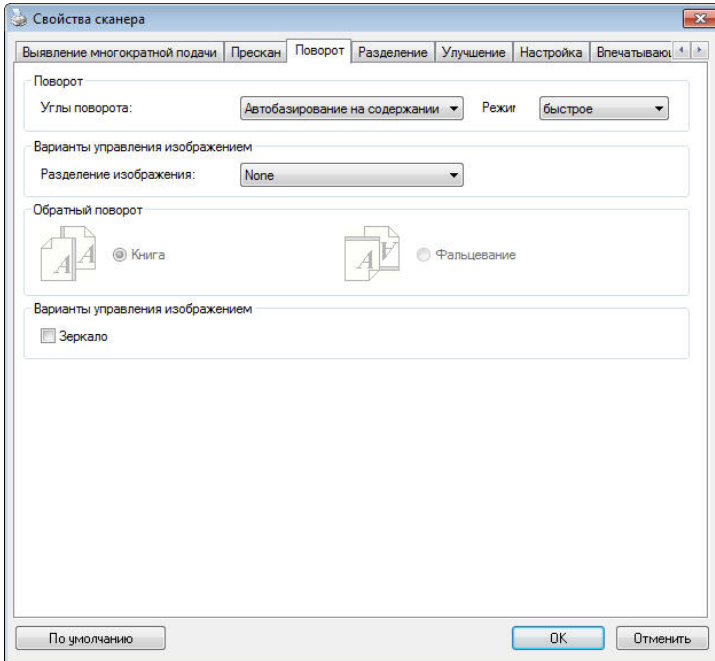 Свойства сканера
Выявление многократной подачи Прескан Поворот Разделение Улучшение Настройка
Поворот
Углы поворота: Автобазирование на содержании Режи быстрое
Варианты управления изображением
Разделение изображения: None
Обратный поворот
A A Книга A A Фальцевание
Варианты управления изображением
Зеркало
По умолчанию OK Отменить